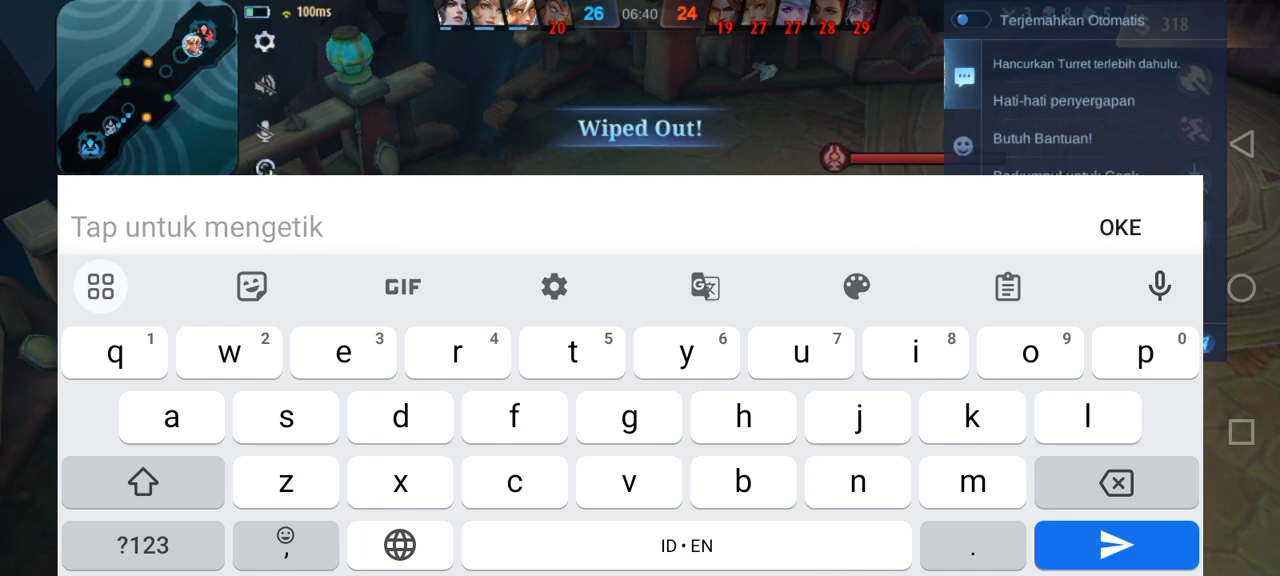 100ms
26 06:40 24
20 19 27 27 28 29
Terjemahkan Otomatis
318
Hancurkan Turret terlebih dahulu.
Hati-hati penyergapan
Butuh Bantuan!
Wiped Out!
Tap untuk mengetik
OKE
GIF
q 1 w 2 e 3 r 4 t 5 y 6 u 7 i 8 o 9 p 0
a s d f g h j k l
z x c v b n m
?123 , ID • EN .